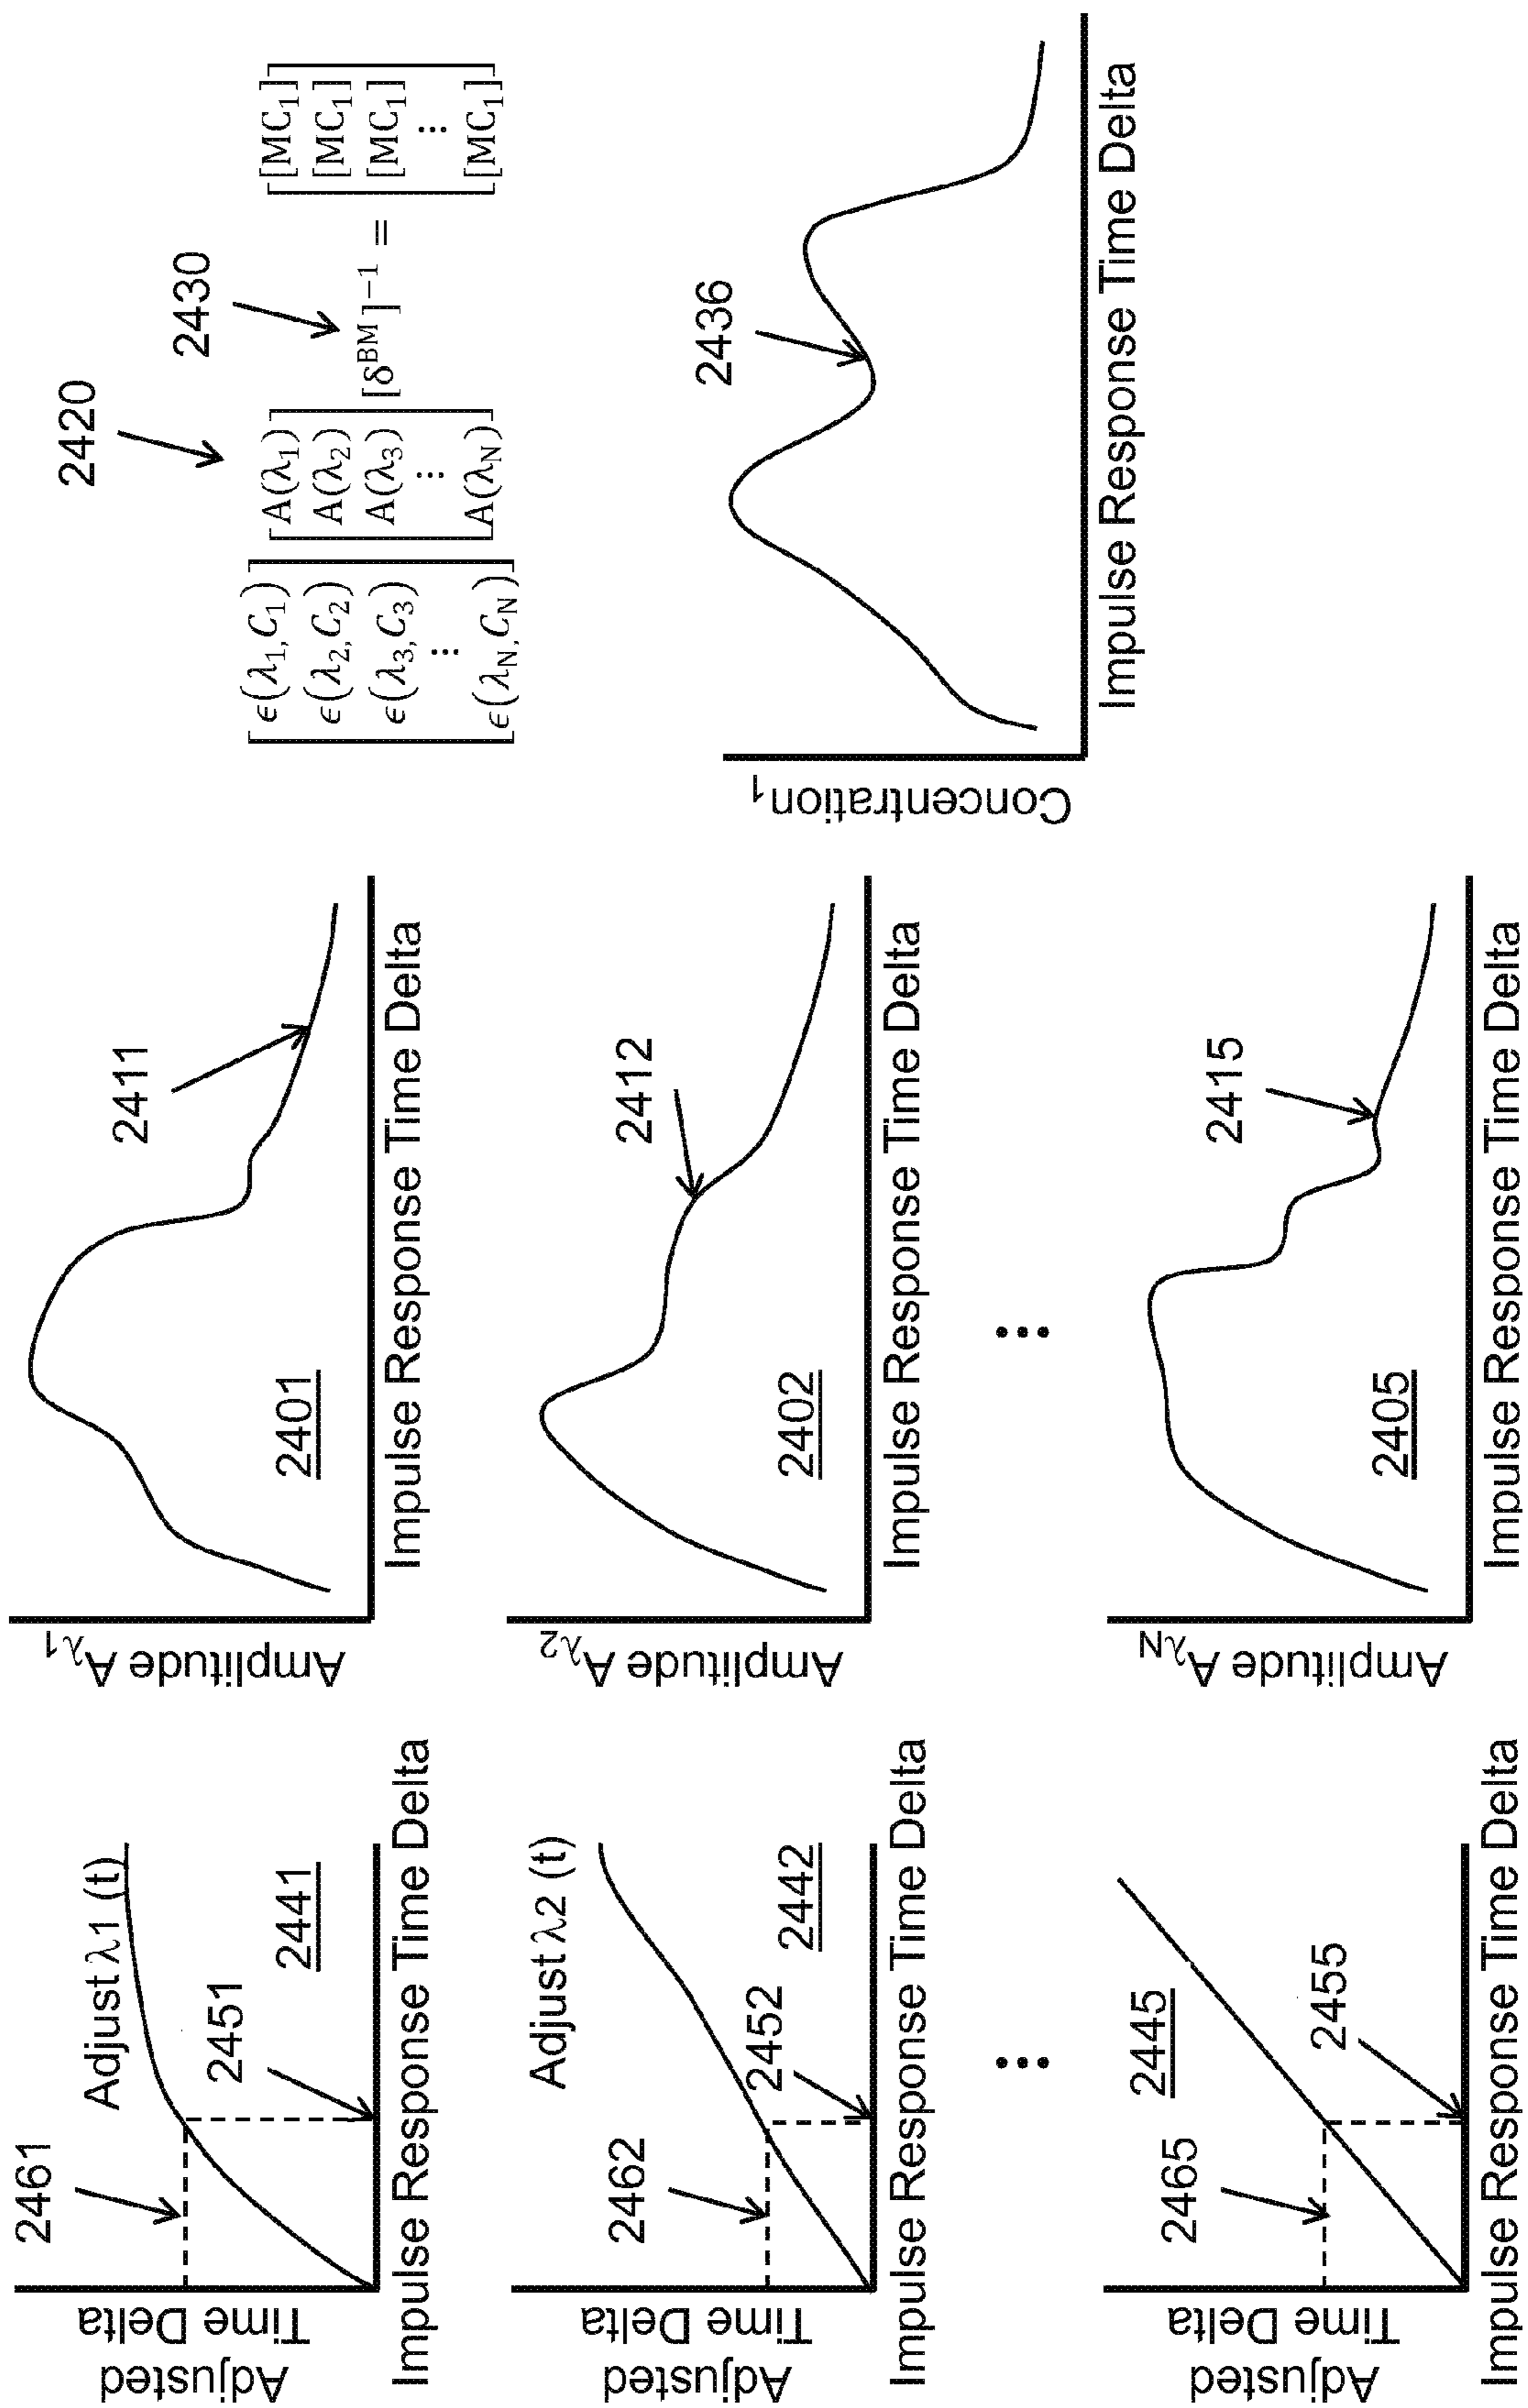 Adjusted
Time Delta
2461
Adjust λ1 (t)
2451
2441
Impulse Response Time Delta
Adjusted
Time Delta
2462
Adjust λ2 (t)
2452
2442
Impulse Response Time Delta
⋮
Adjusted
Time Delta
2465
2445
2455
Impulse Response Time Delta
Amplitude Aλ1
2411
2401
Impulse Response Time Delta
Amplitude Aλ2
2412
2402
Impulse Response Time Delta
⋮
Amplitude AλN
2415
2405
Impulse Response Time Delta
2420
2430
ϵ(λ₁,C₁) A(λ₁) [MC₁]
ϵ(λ₂,C₂) A(λ₂) [MC₁]
ϵ(λ₃,C₃) A(λ₃) [δᴮᴹ]⁻¹ = [MC₁]
⋮ ⋮ ⋮
ϵ(λN,CN) A(λN) [MC₁]
Concentration₁
2436
Impulse Response Time Delta